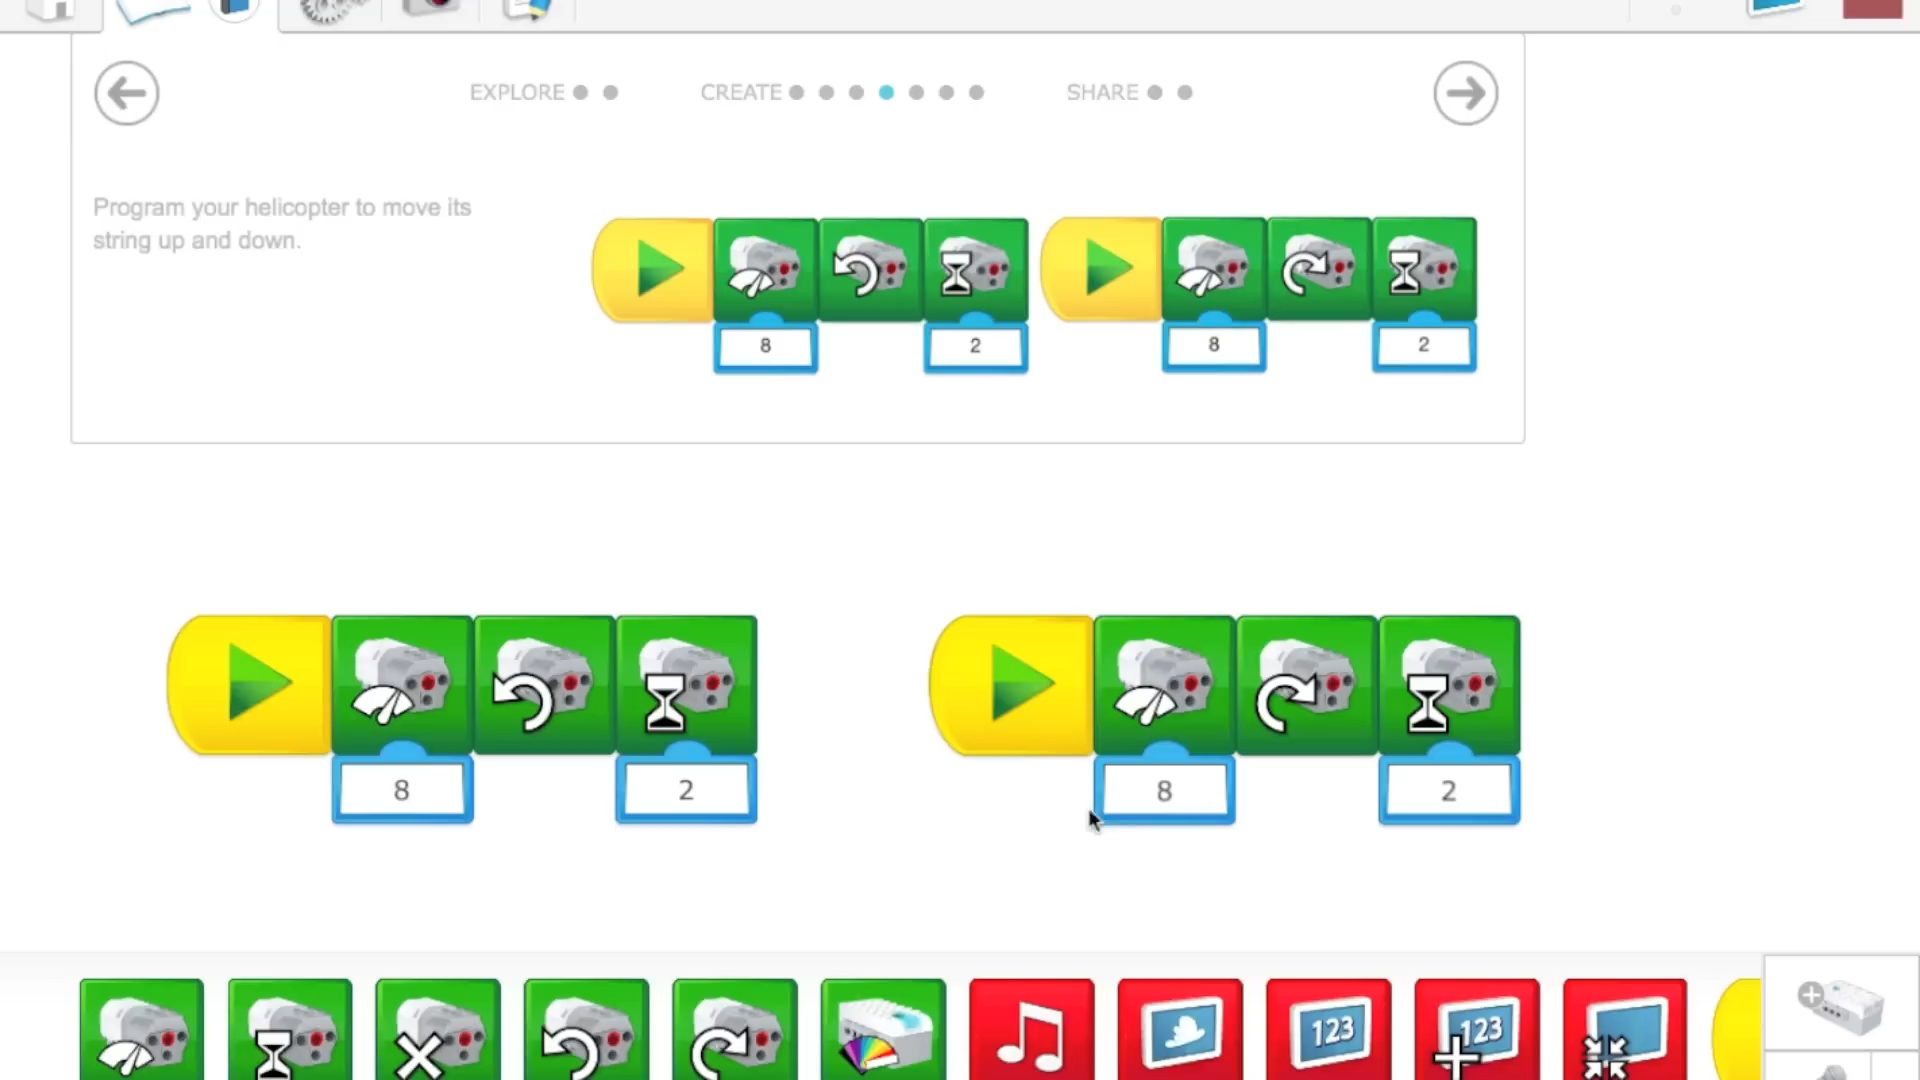 EXPLORE CREATE SHARE
Program your helicopter to move its
string up and down.
8 2 8 2
8 2 8 2
123 123